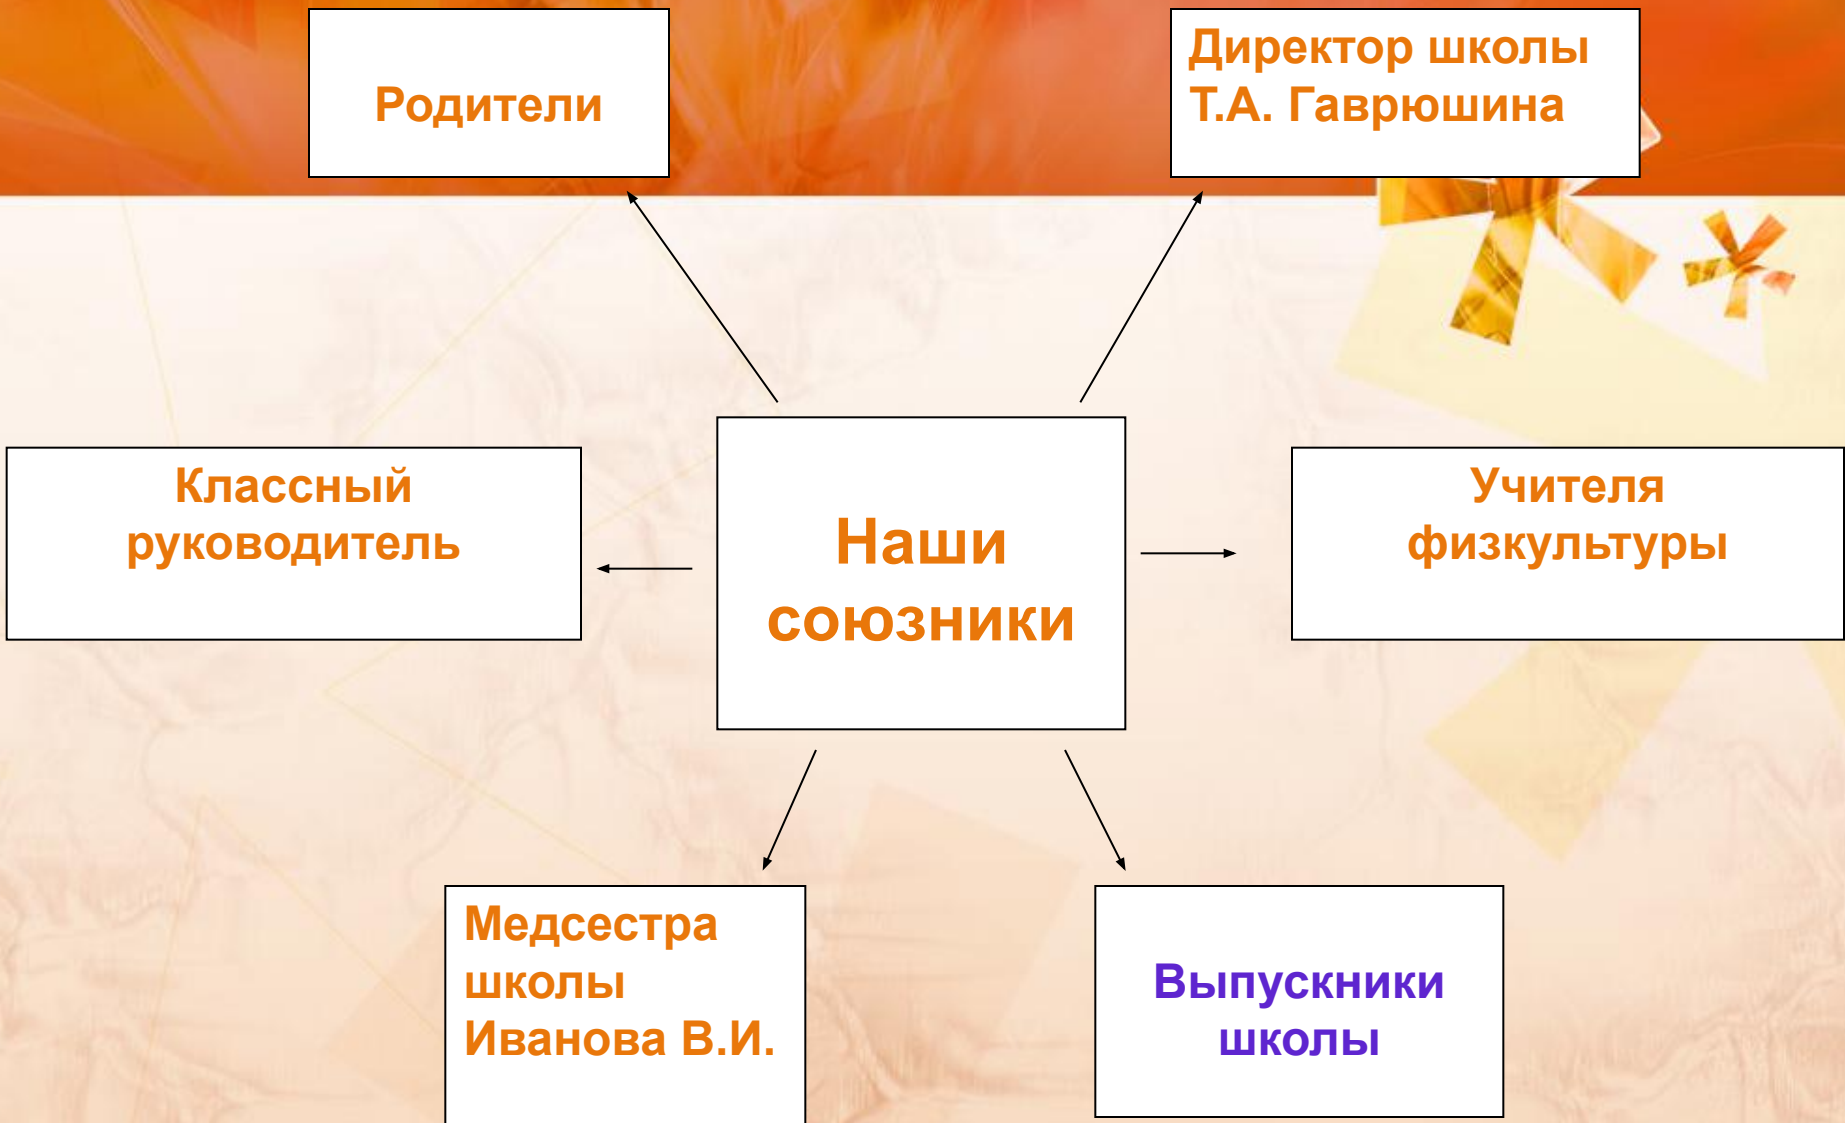 Родители
Директор школы
Т.А. Гаврюшина
Классный
руководитель
Наши
союзники
Учителя
физкультуры
Медсестра
школы
Иванова В.И.
Выпускники
школы